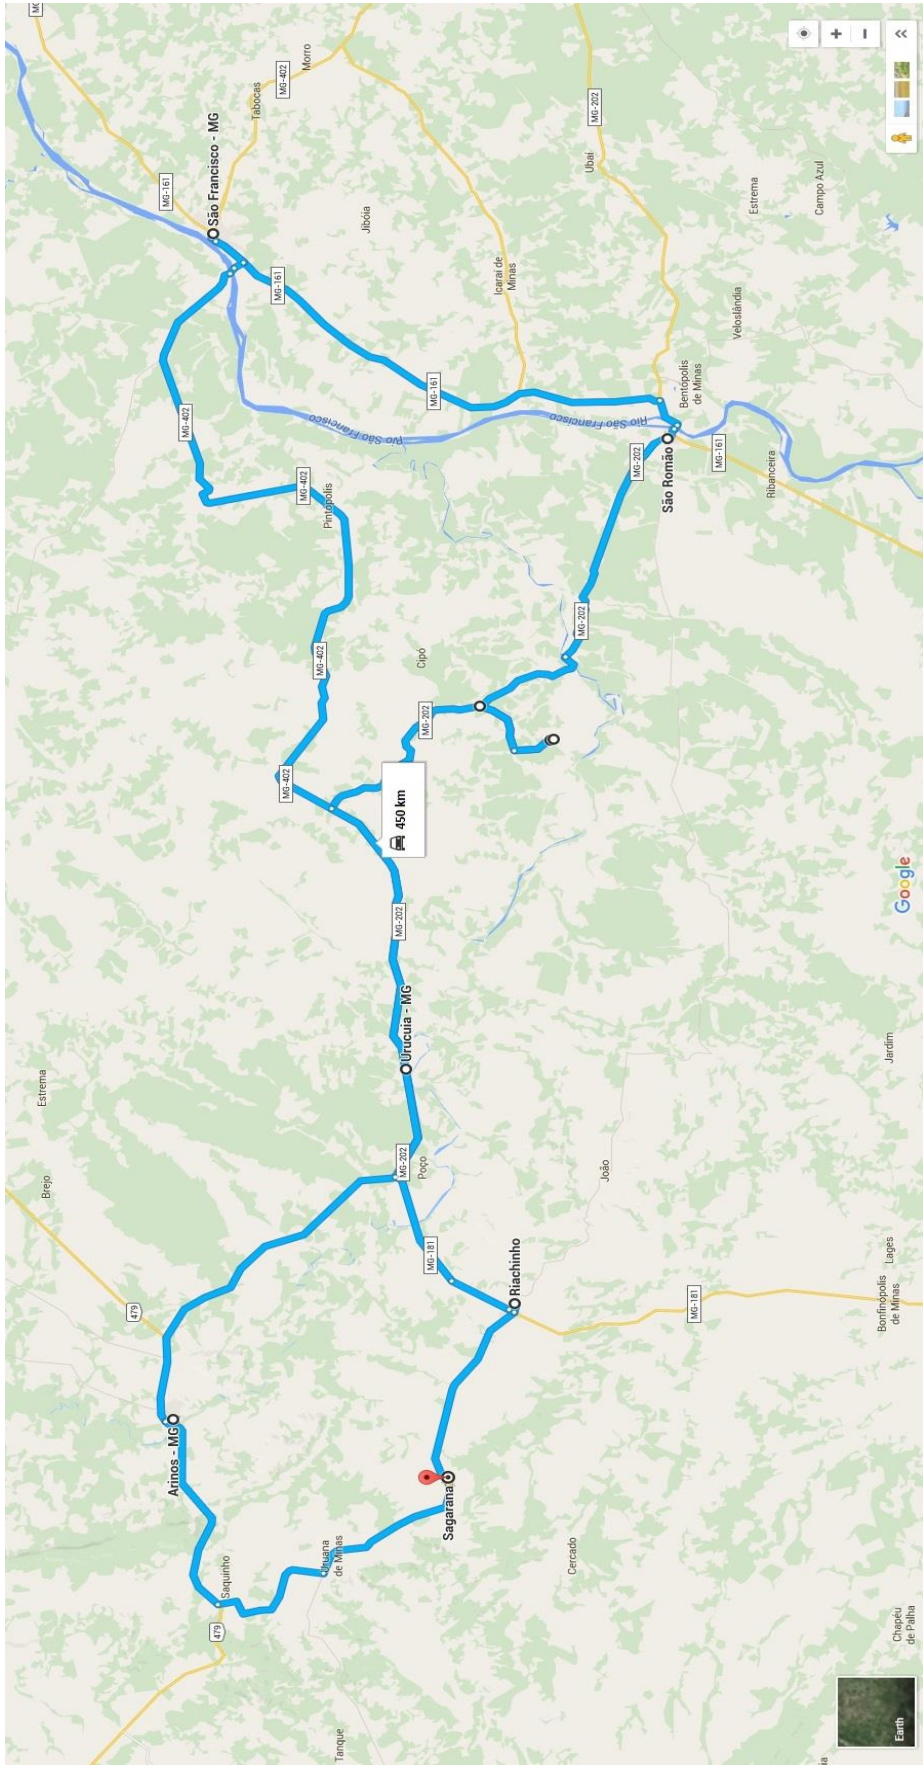 Estrema
Brejo
479
MG-161
Arinos - MG
MG-402
São Francisco - MG
479
Saquinho
Tabocas
MG-161
MG-402
MG-402
MG-402
Morro
MG-402
Pintópolis
Uruana
de Minas
Tanque
Jibóia
Rio São Francisco
MG-202
MG-202
450 km
Urucuia - MG
Poço
Cipó
MG-202
MG-181
MG-161
Sagarana
Icaraí de
Minas
Riachinho
Rio São Francisco
Cercado
MG-202
Ubaí
MG-202
João
MG-202
São Romão
Bentópolis
de Minas
MG-181
MG-161
Veloslândia
Estrema
Ribanceira
Campo Azul
Bonfinópolis
de Minas
Lages
Jardim
Chapéu
de Palha
Google
Earth